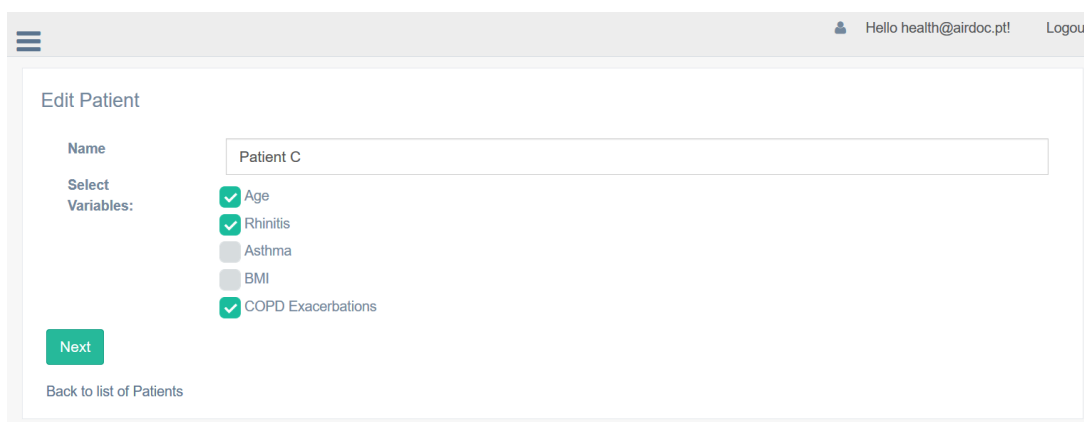 Hello health@airdoc.pt! Logou
Edit Patient
Name
Patient C
Select
Variables:
Age
Rhinitis
Asthma
BMI
COPD Exacerbations
Next
Back to list of Patients